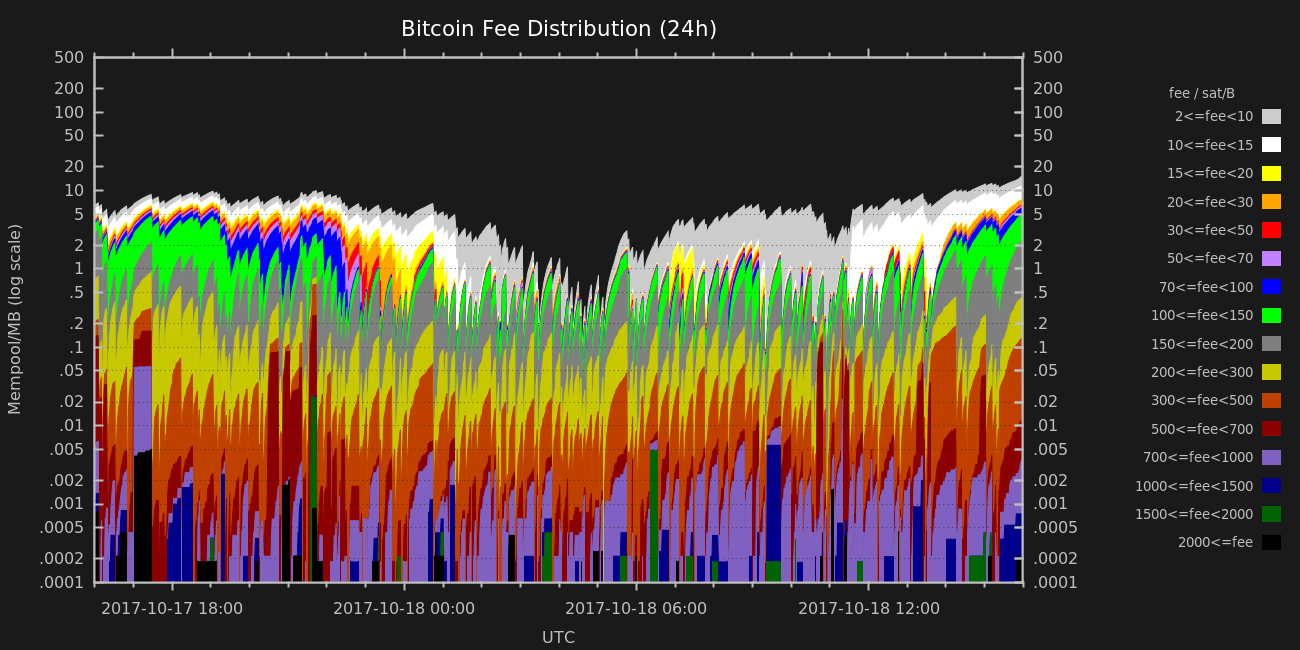 Bitcoin Fee Distribution (24h)
500
200
100
50
20
10
5
2
1
.5
.2
.1
.05
.02
.01
.005
.002
.001
.0005
.0002
.0001
Mempool/MB (log scale)
500
200
100
50
20
10
5
2
1
.5
.2
.1
.05
.02
.01
.005
.002
.001
.0005
.0002
.0001
2017-10-17 18:00
2017-10-18 00:00
2017-10-18 06:00
2017-10-18 12:00
UTC
fee / sat/B
2<=fee<10
10<=fee<15
15<=fee<20
20<=fee<30
30<=fee<50
50<=fee<70
70<=fee<100
100<=fee<150
150<=fee<200
200<=fee<300
300<=fee<500
500<=fee<700
700<=fee<1000
1000<=fee<1500
1500<=fee<2000
2000<=fee